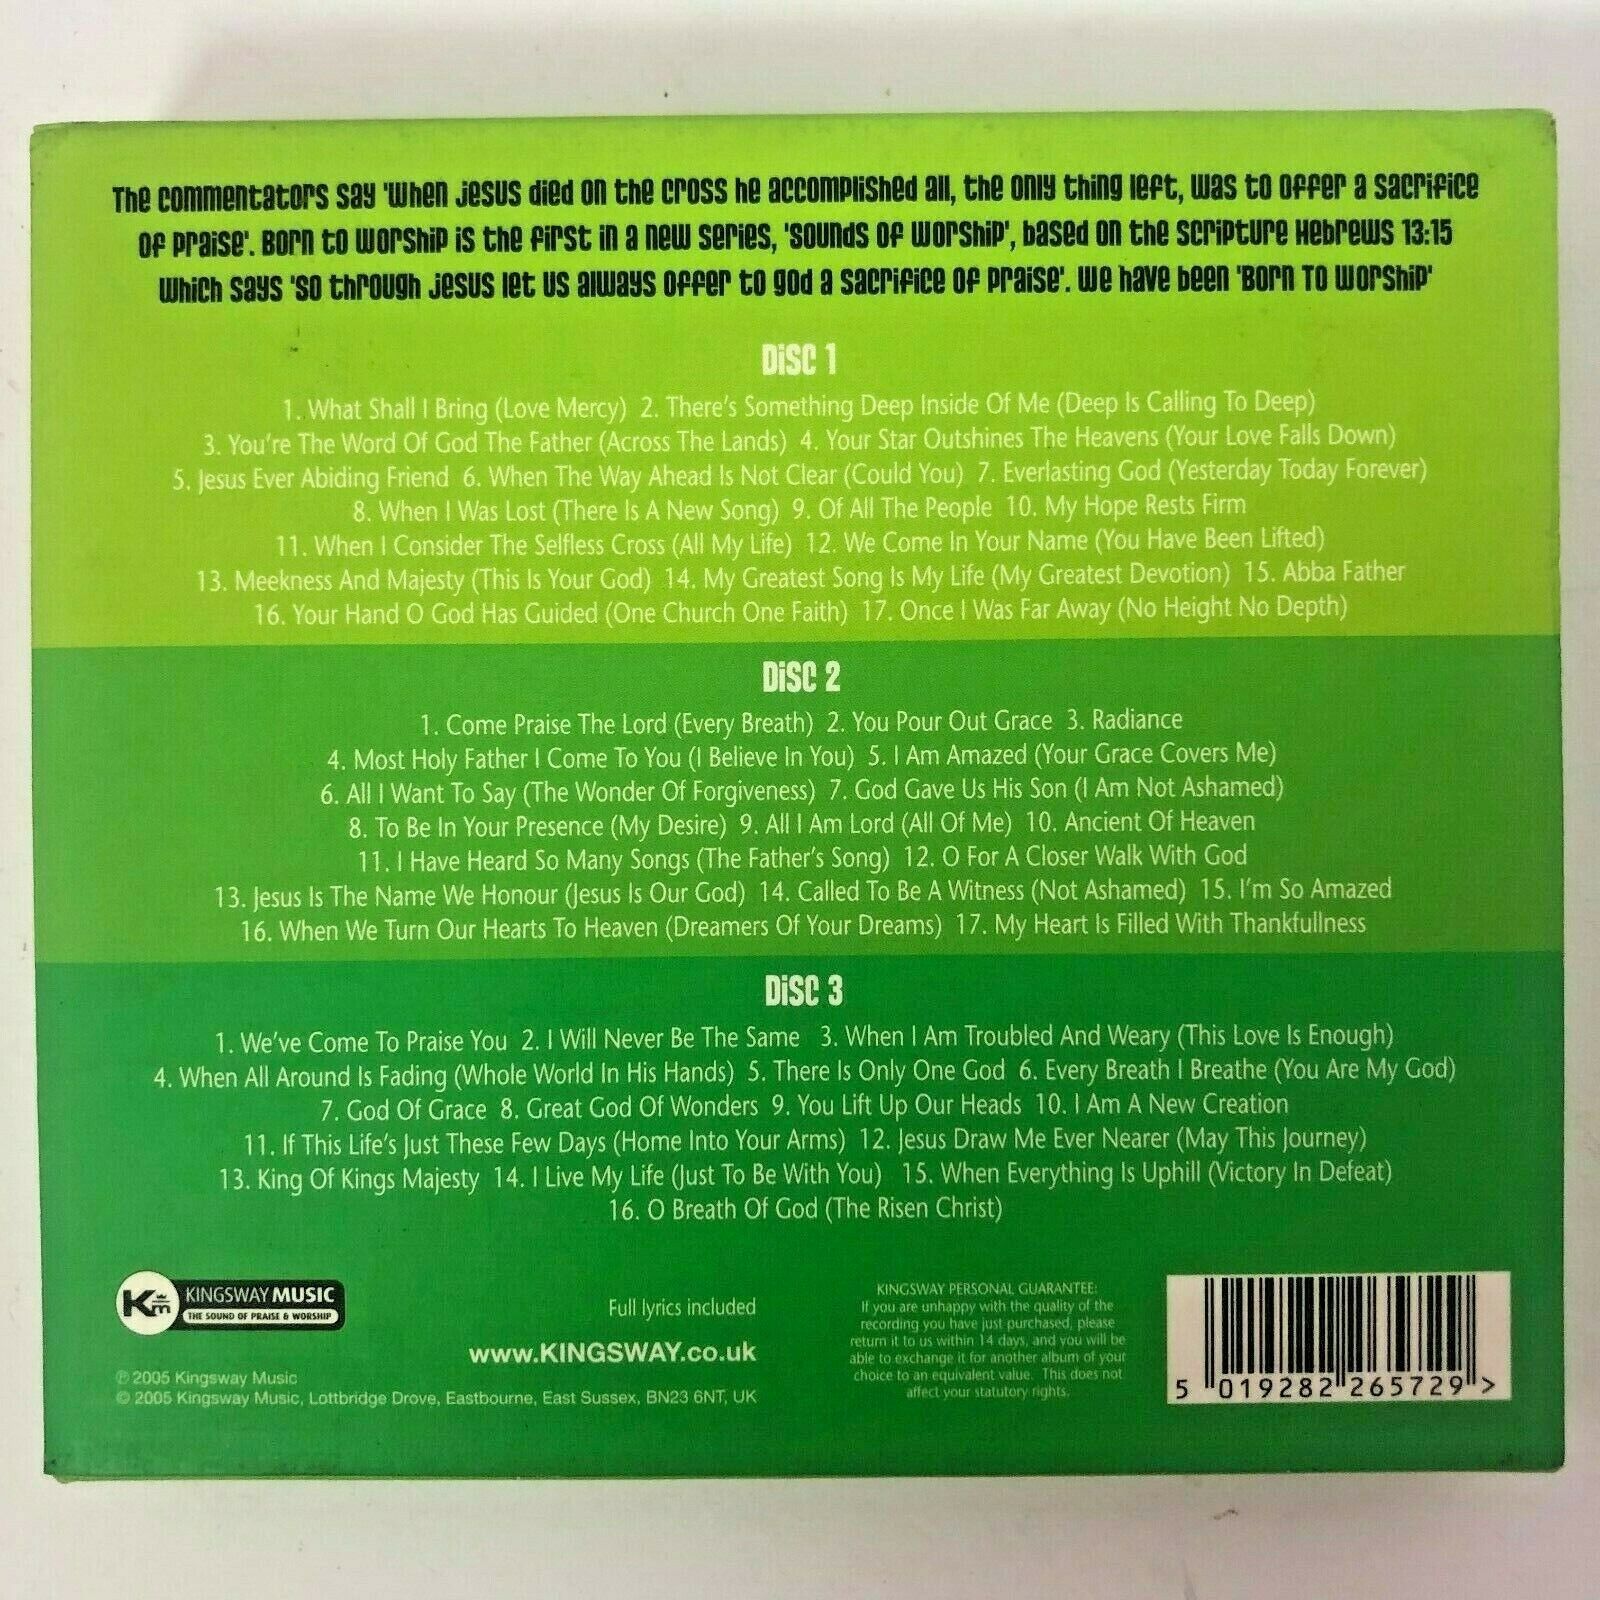 The commentators say 'When Jesus died on the cross he accomplished all, the only thing left, was to offer a sacrifice
of praise'. Born to worship is the first in a new series, 'Sounds of worship', based on the scripture Hebrews 13:15
which says 'So through Jesus let us always offer to god a sacrifice of praise'. We have been 'Born To Worship'
Disc 1
1. What Shall I Bring (Love Mercy) 2. There's Something Deep Inside Of Me (Deep Is Calling To Deep)
3. You're The Word Of God The Father (Across The Lands) 4. Your Star Outshines The Heavens (Your Love Falls Down)
5. Jesus Ever Abiding Friend 6. When The Way Ahead Is Not Clear (Could You) 7. Everlasting God (Yesterday Today Forever)
8. When I Was Lost (There Is A New Song) 9. Of All The People 10. My Hope Rests Firm
11. When I Consider The Selfless Cross (All My Life) 12. We Come In Your Name (You Have Been Lifted)
13. Meekness And Majesty (This Is Your God) 14. My Greatest Song Is My Life (My Greatest Devotion) 15. Abba Father
16. Your Hand O God Has Guided (One Church One Faith) 17. Once I Was Far Away (No Height No Depth)
Disc 2
1. Come Praise The Lord (Every Breath) 2. You Pour Out Grace 3. Radiance
4. Most Holy Father I Come To You (I Believe In You) 5. I Am Amazed (Your Grace Covers Me)
6. All I Want To Say (The Wonder Of Forgiveness) 7. God Gave Us His Son (I Am Not Ashamed)
8. To Be In Your Presence (My Desire) 9. All I Am Lord (All Of Me) 10. Ancient Of Heaven
11. I Have Heard So Many Songs (The Father's Song) 12. O For A Closer Walk With God
13. Jesus Is The Name We Honour (Jesus Is Our God) 14. Called To Be A Witness (Not Ashamed) 15. I'm So Amazed
16. When We Turn Our Hearts To Heaven (Dreamers Of Your Dreams) 17. My Heart Is Filled With Thankfullness
Disc 3
1. We've Come To Praise You 2. I Will Never Be The Same 3. When I Am Troubled And Weary (This Love Is Enough)
4. When All Around Is Fading (Whole World In His Hands) 5. There Is Only One God 6. Every Breath I Breathe (You Are My God)
7. God Of Grace 8. Great God Of Wonders 9. You Lift Up Our Heads 10. I Am A New Creation
11. If This Life's Just These Few Days (Home Into Your Arms) 12. Jesus Draw Me Ever Nearer (May This Journey)
13. King Of Kings Majesty 14. I Live My Life (Just To Be With You) 15. When Everything Is Uphill (Victory In Defeat)
16. O Breath Of God (The Risen Christ)
Km KINGSWAY MUSIC
THE SOUND OF PRAISE & WORSHIP
℗ 2005 Kingsway Music
© 2005 Kingsway Music, Lottbridge Drove, Eastbourne, East Sussex, BN23 6NT, UK
Full lyrics included
www.KINGSWAY.co.uk
KINGSWAY PERSONAL GUARANTEE:
If you are unhappy with the quality of the
recording you have just purchased, please
return it to us within 14 days, and you will be
able to exchange it for another album of your
choice to an equivalent value. This does not
affect your statutory rights.
5 019282 265729 >